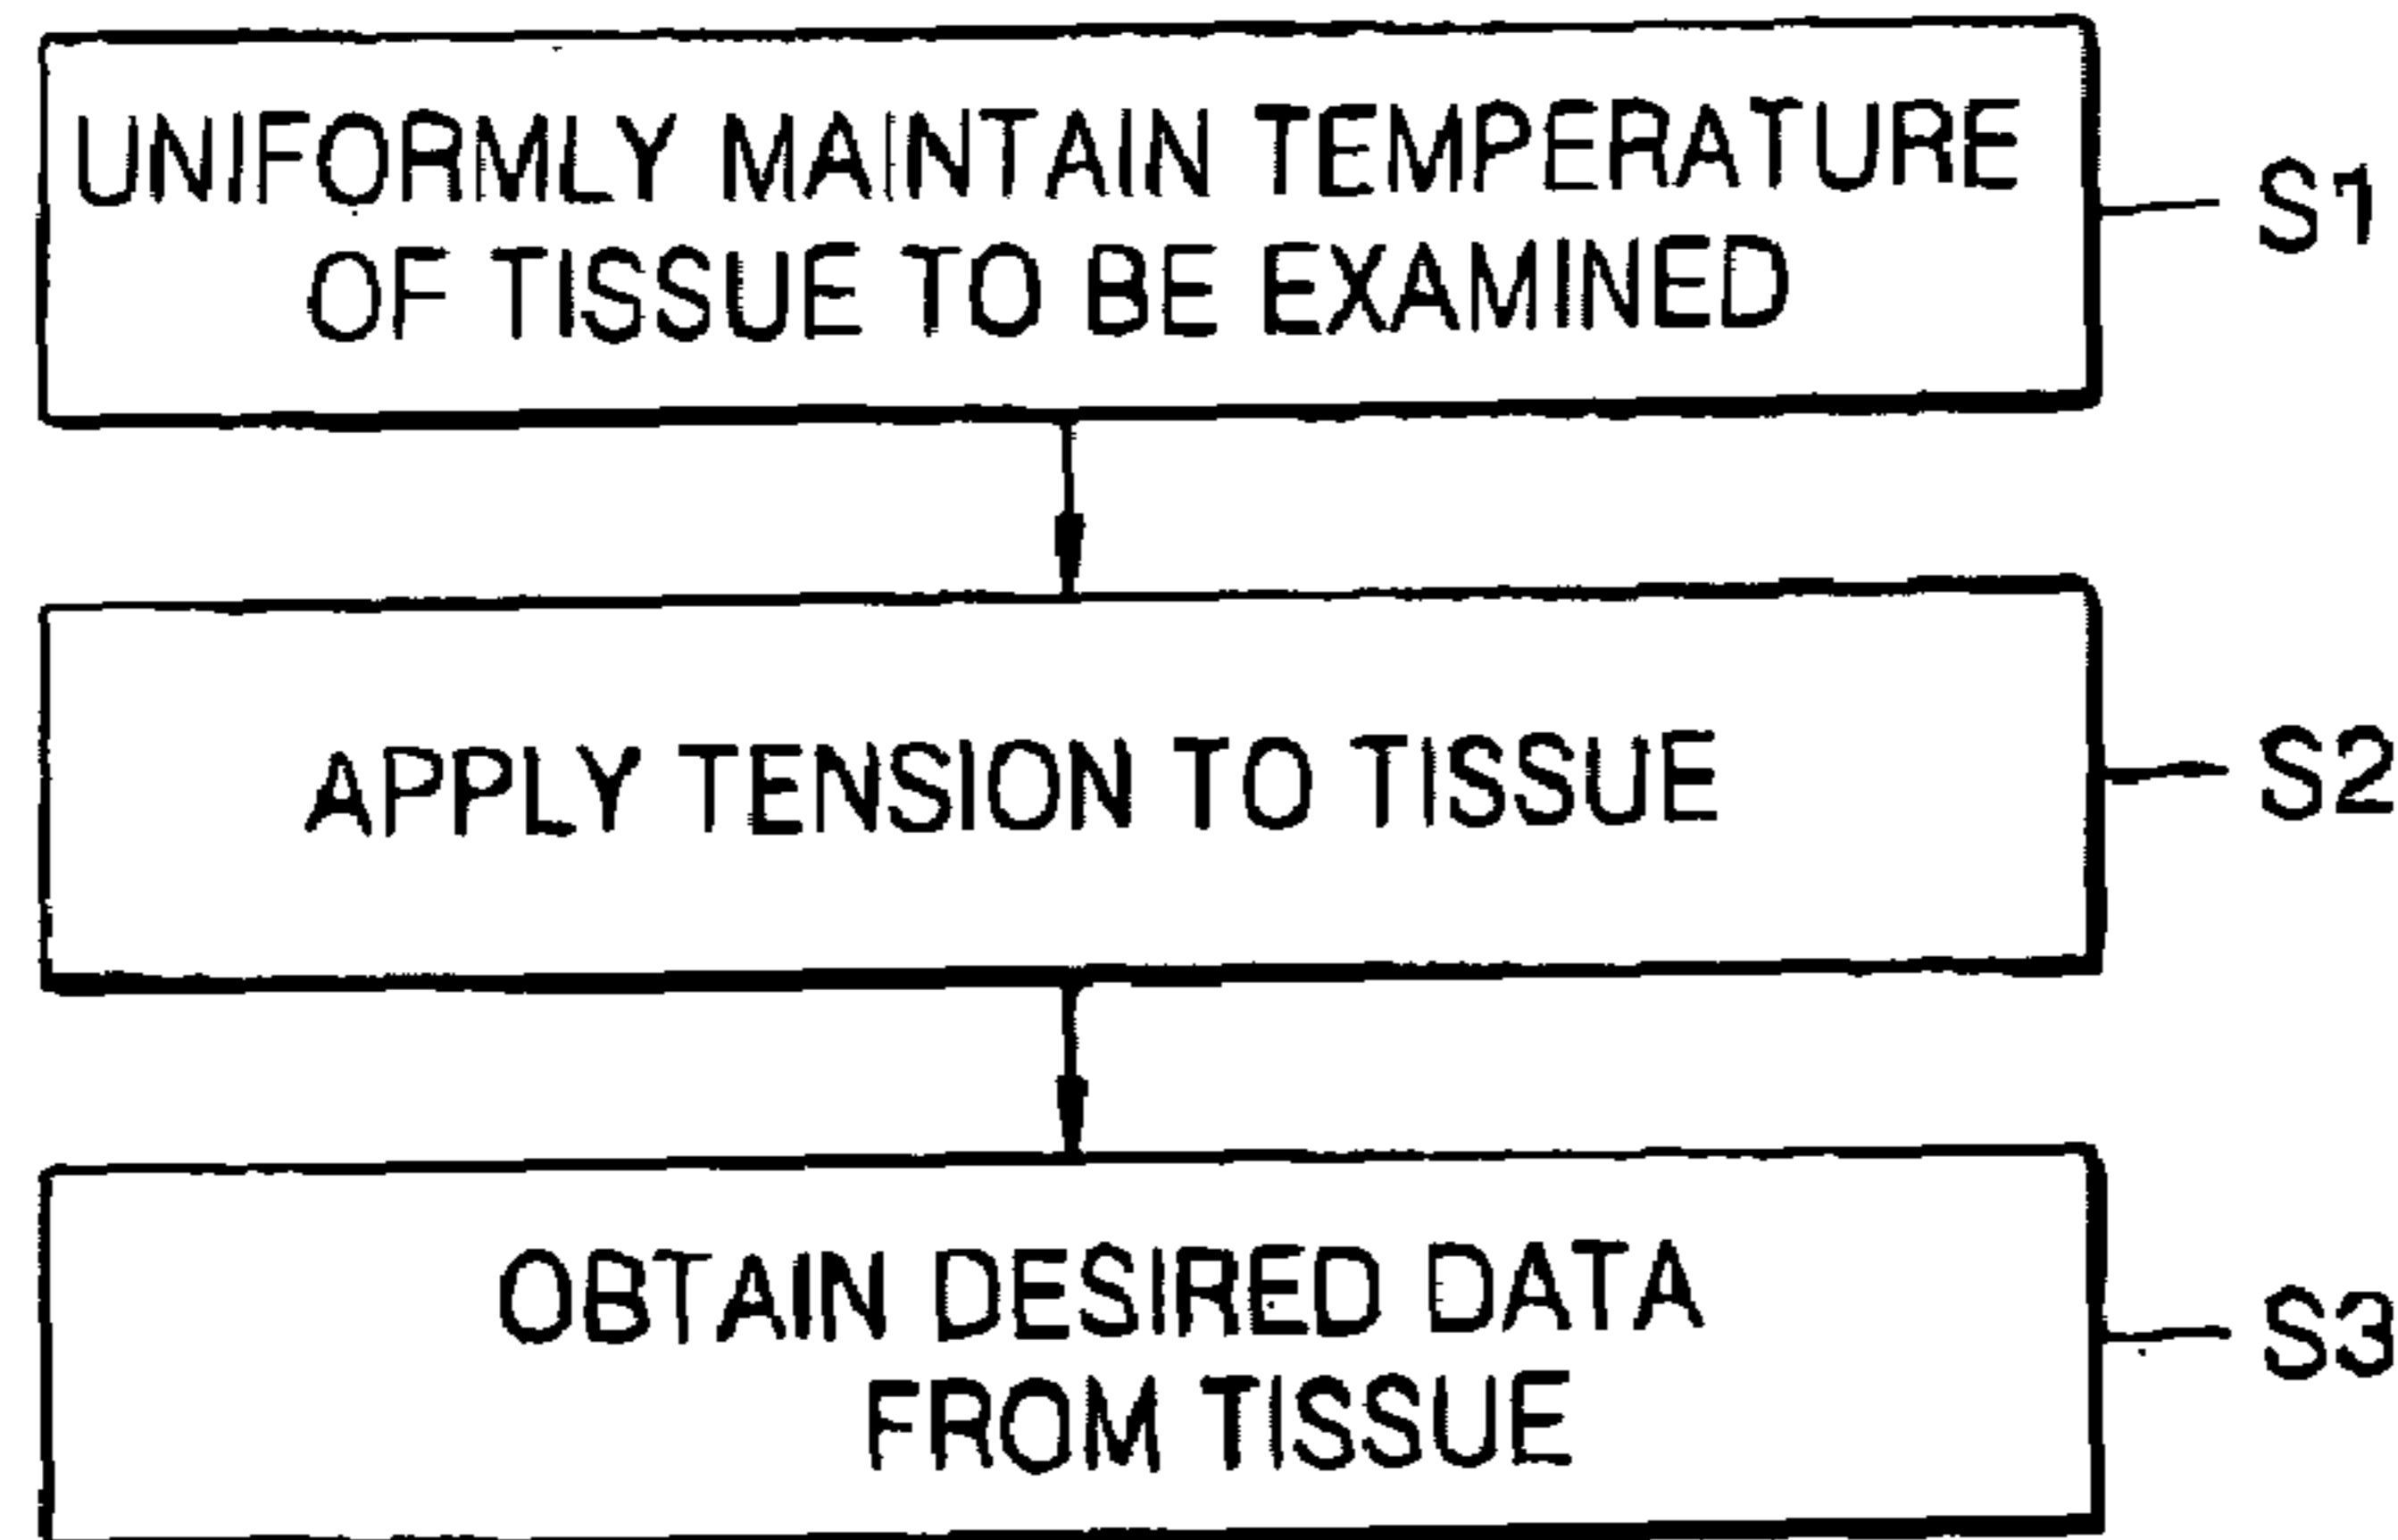 UNIFORMLY MAINTAIN TEMPERATURE
OF TISSUE TO BE EXAMINED
S1
APPLY TENSION TO TISSUE
S2
OBTAIN DESIRED DATA
FROM TISSUE
S3